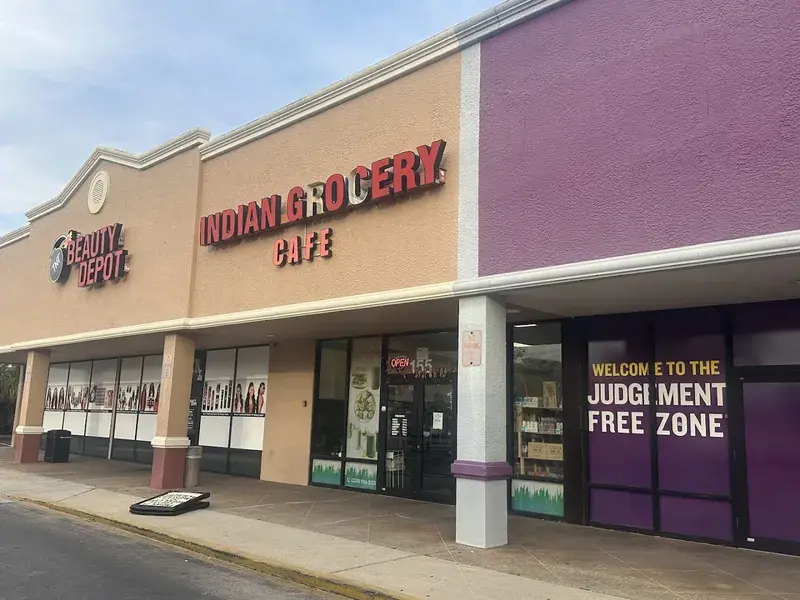 BEAUTY
DEPOT
INDIAN GROCERY
CAFE
OPEN
155
WELCOME TO THE
JUDGEMENT
FREE ZONE